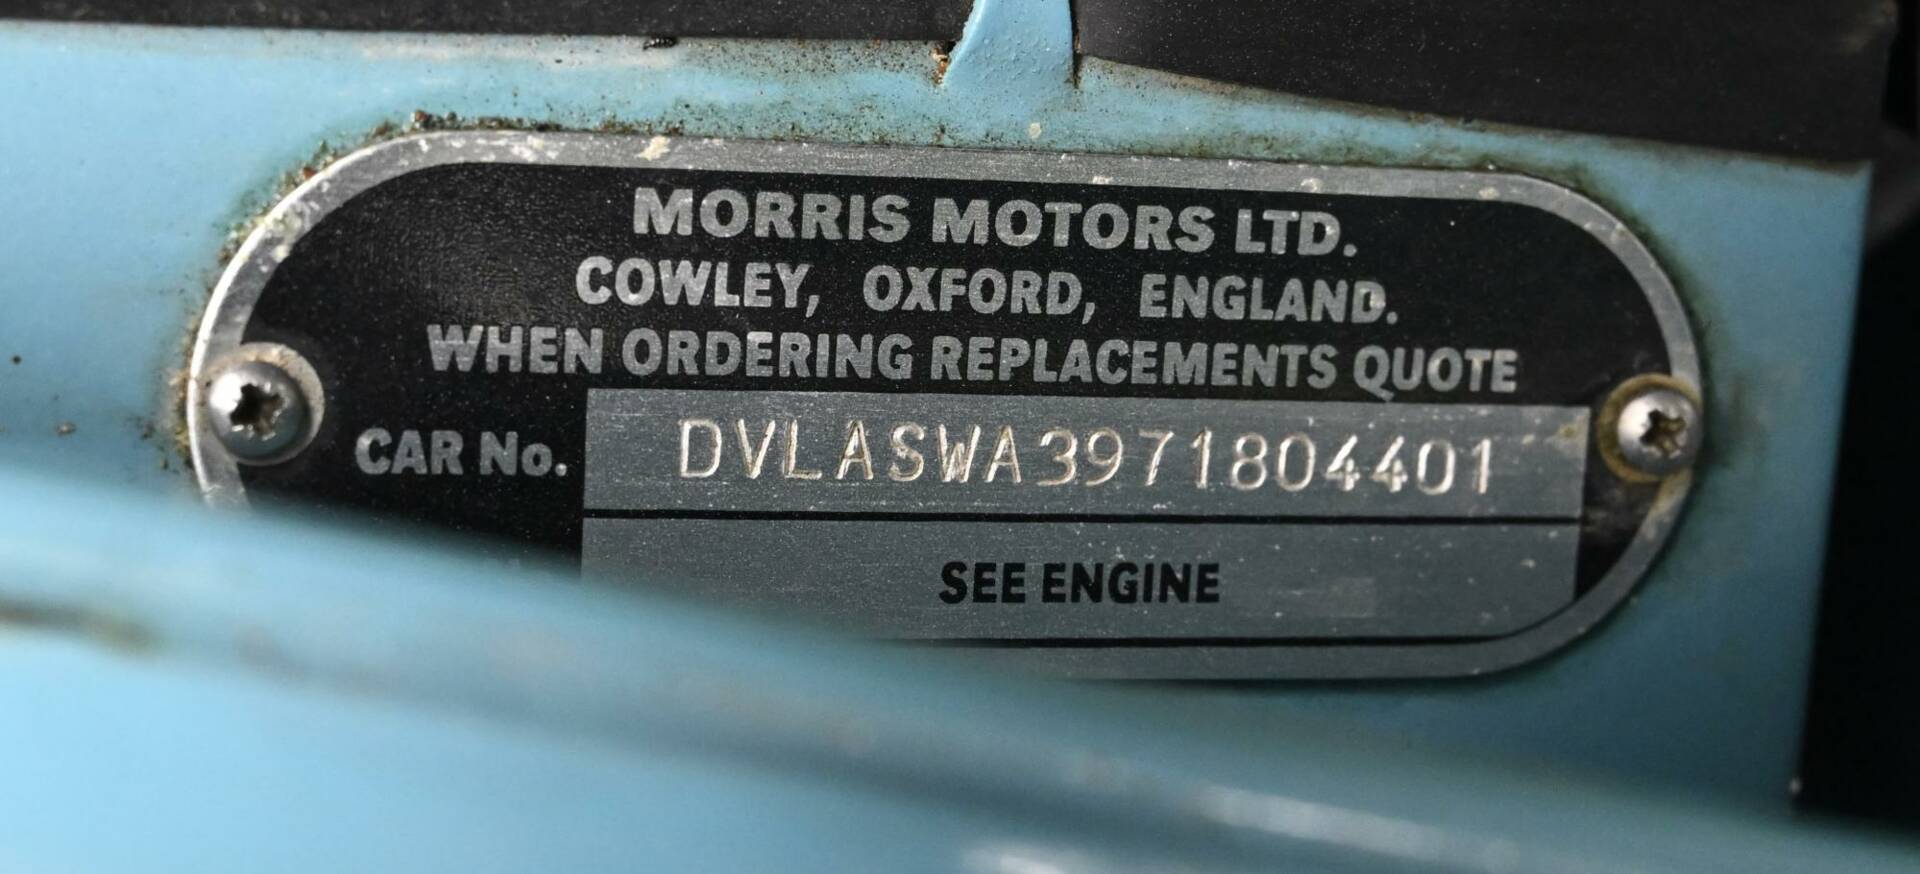 MORRIS MOTORS LTD.
COWLEY, OXFORD, ENGLAND.
WHEN ORDERING REPLACEMENTS QUOTE
CAR No. DVLASWA3971804401
SEE ENGINE